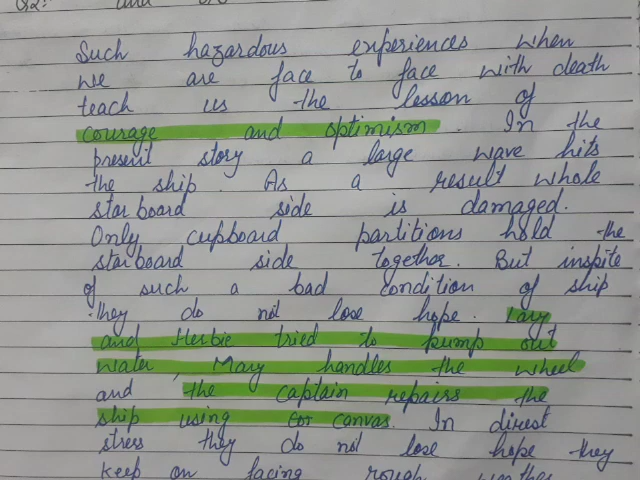 Q2.
Such hazardous experiences when
we are face to face with death
teach us the lesson of
courage and optimism. In the
present story a large wave hits
the ship. As a result whole
starboard side is damaged.
Only cupboard partitions hold the
starboard side together. But inspite
of such a bad condition of ship
they do not lose hope. Lary
and Herbie tried to pump out
water, Mary handles the wheel
and the captain repairs the
ship using canvas. In direst
stress they do not lose hope they
keep on facing rough